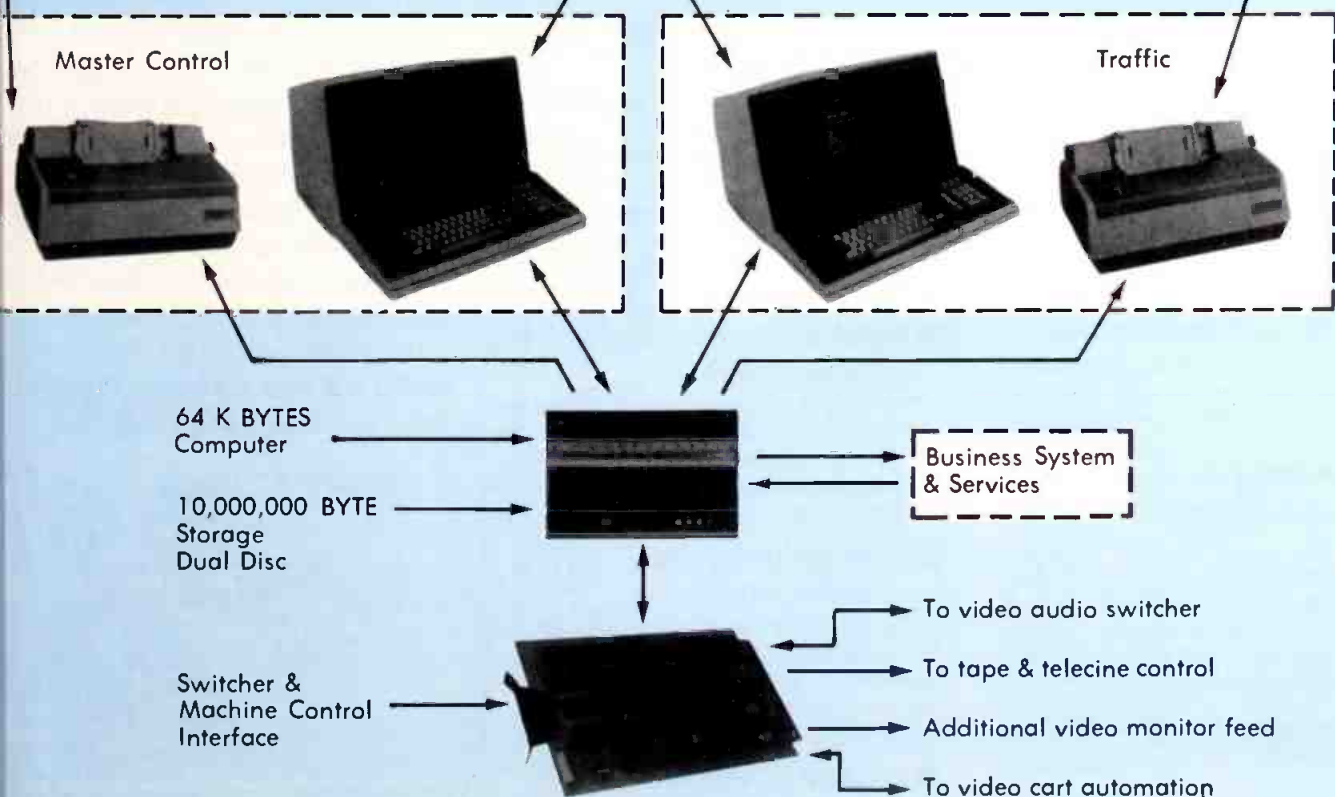 Master Control
Traffic
64 K BYTES
Computer
10,000,000 BYTE
Storage
Dual Disc
Business System
& Services
Switcher &
Machine Control
Interface
To video audio switcher
To tape & telecine control
Additional video monitor feed
To video cart automation